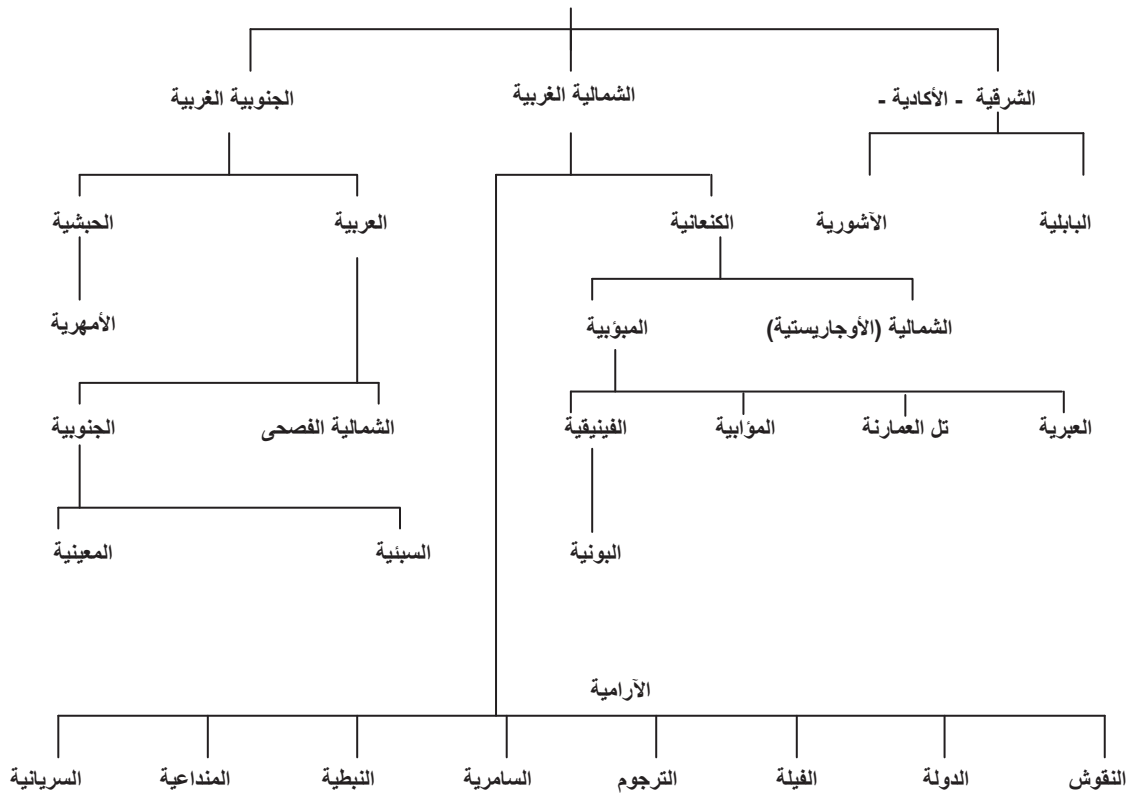 الشرقية - الأكادية -
الشمالية الغربية
الجنوبية الغربية
البابلية
الآشورية
الكنعانية
العربية
الحبشية
الشمالية (الأوجاريستية)
المبؤبية
الأمهرية
العبرية
تل العمارنة
المؤابية
الفينيقية
الشمالية الفصحى
الجنوبية
البونية
السبئية
المعينية
الآرامية
النقوش
الدولة
الفيلة
الترجوم
السامرية
النبطية
المنداعية
السريانية